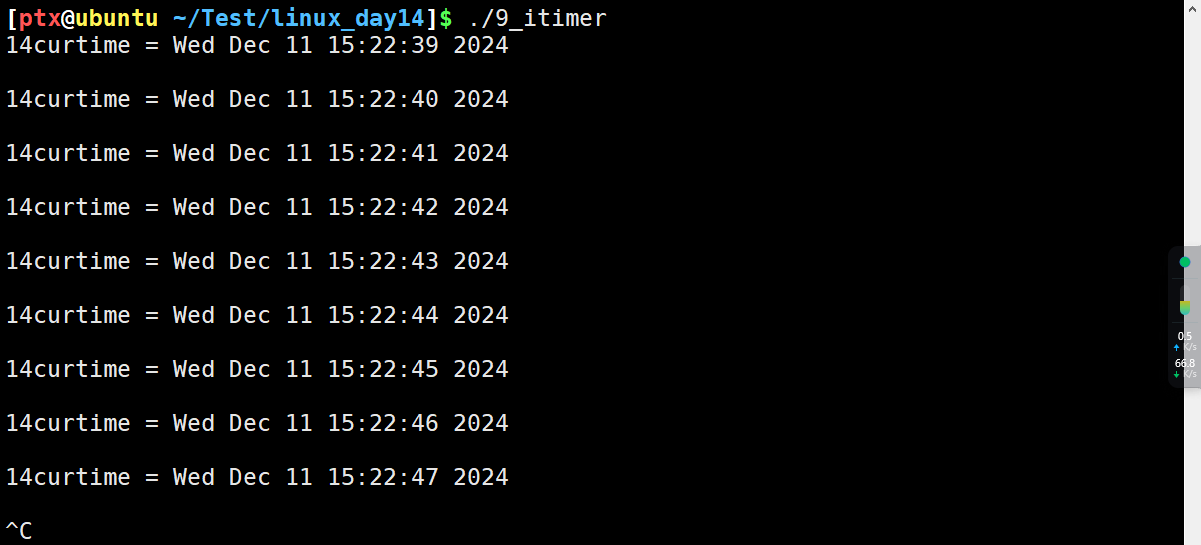 [ptx@ubuntu ~/Test/linux_day14]$ ./9_itimer
14curtime = Wed Dec 11 15:22:39 2024
14curtime = Wed Dec 11 15:22:40 2024
14curtime = Wed Dec 11 15:22:41 2024
14curtime = Wed Dec 11 15:22:42 2024
14curtime = Wed Dec 11 15:22:43 2024
14curtime = Wed Dec 11 15:22:44 2024
0.5
K/s
66.8
K/s
14curtime = Wed Dec 11 15:22:45 2024
14curtime = Wed Dec 11 15:22:46 2024
14curtime = Wed Dec 11 15:22:47 2024
^C